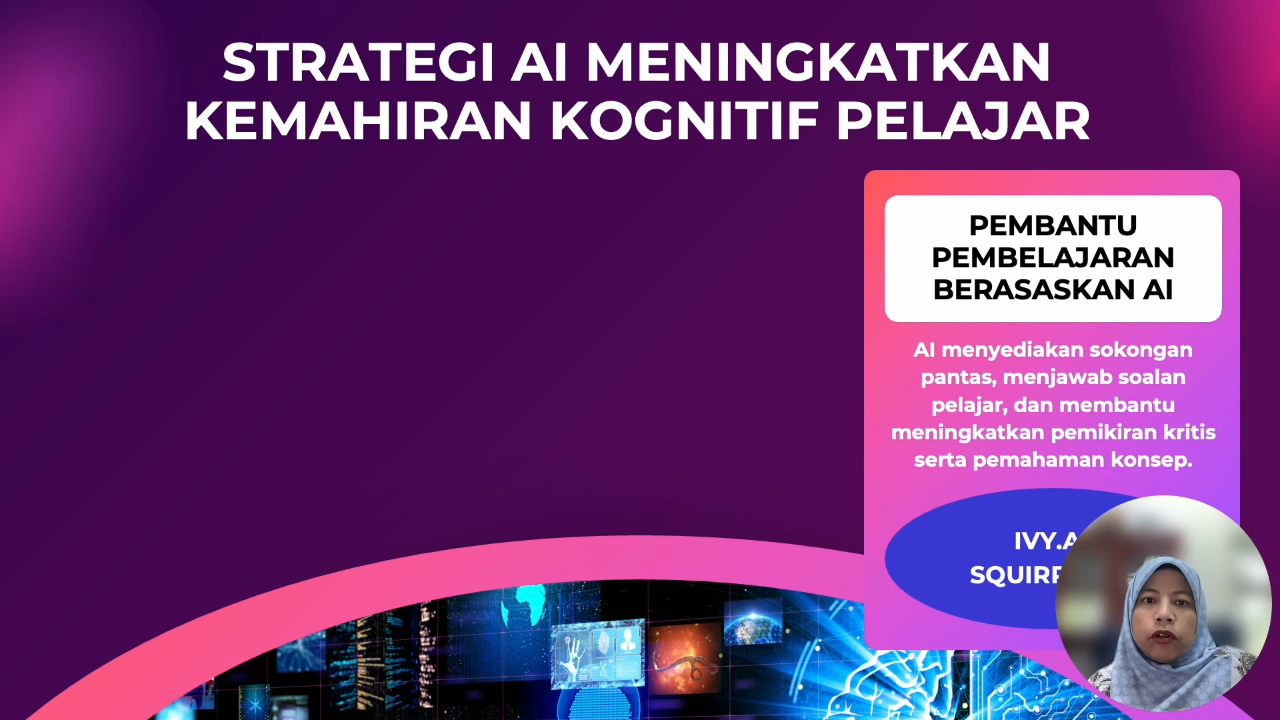 STRATEGI AI MENINGKATKAN
KEMAHIRAN KOGNITIF PELAJAR
PEMBANTU
PEMBELAJARAN
BERASASKAN AI
AI menyediakan sokongan
pantas, menjawab soalan
pelajar, dan membantu
meningkatkan pemikiran kritis
serta pemahaman konsep.